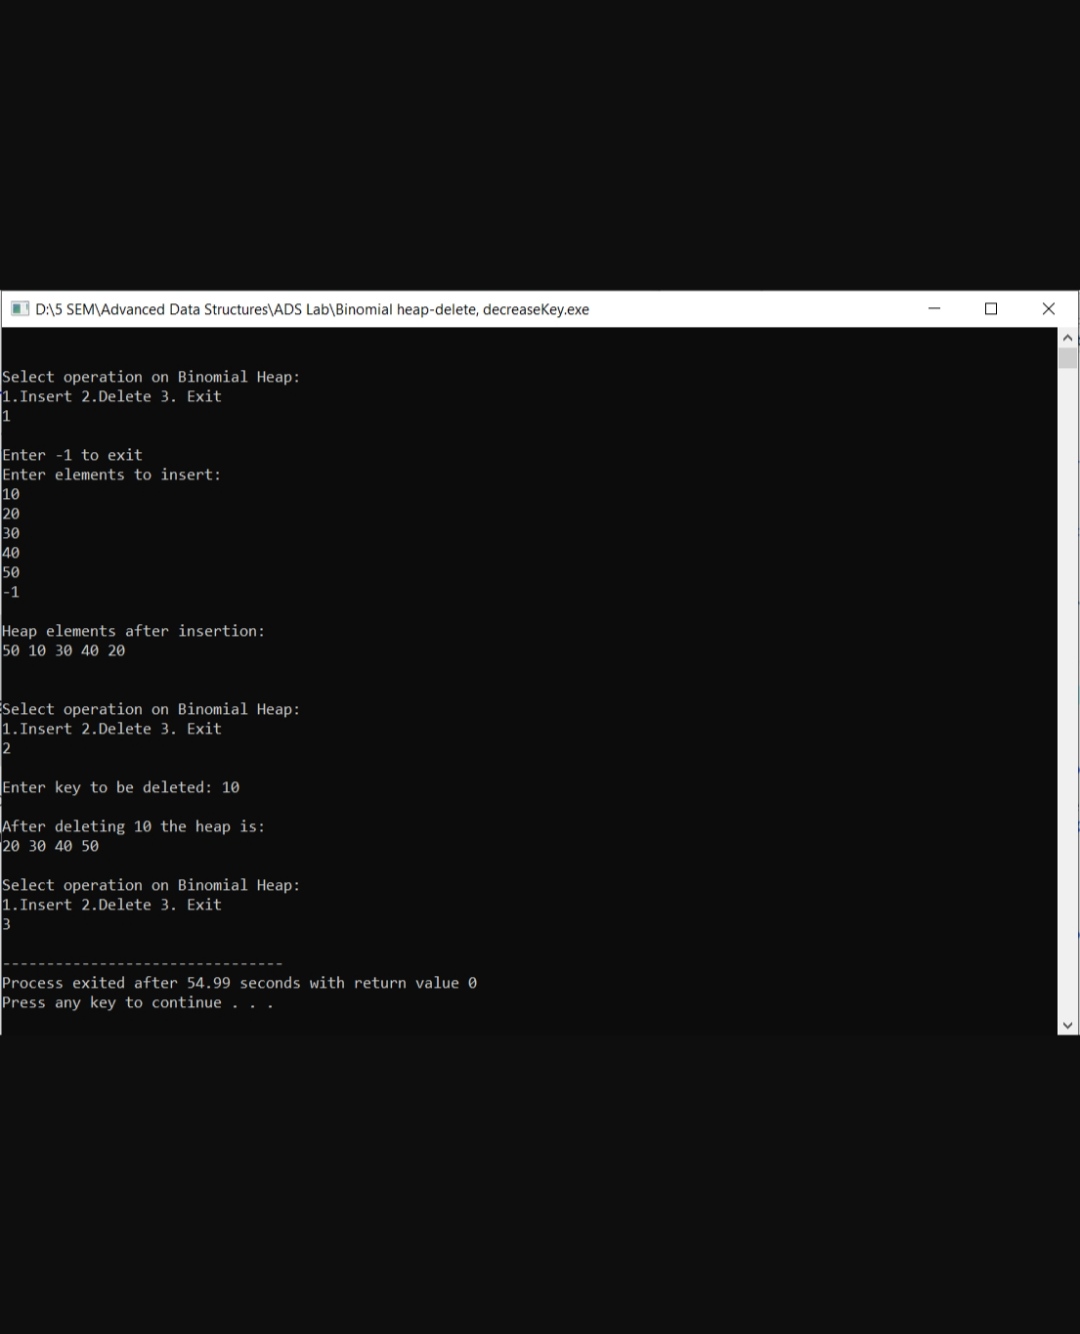 D:\5 SEM\Advanced Data Structures\ADS Lab\Binomial heap-delete, decreaseKey.exe
Select operation on Binomial Heap:
1.Insert 2.Delete 3. Exit
1
Enter -1 to exit
Enter elements to insert:
10
20
30
40
50
-1
Heap elements after insertion:
50 10 30 40 20
Select operation on Binomial Heap:
1.Insert 2.Delete 3. Exit
2
Enter key to be deleted: 10
After deleting 10 the heap is:
20 30 40 50
Select operation on Binomial Heap:
1.Insert 2.Delete 3. Exit
3
--------------------------------
Process exited after 54.99 seconds with return value 0
Press any key to continue . . .